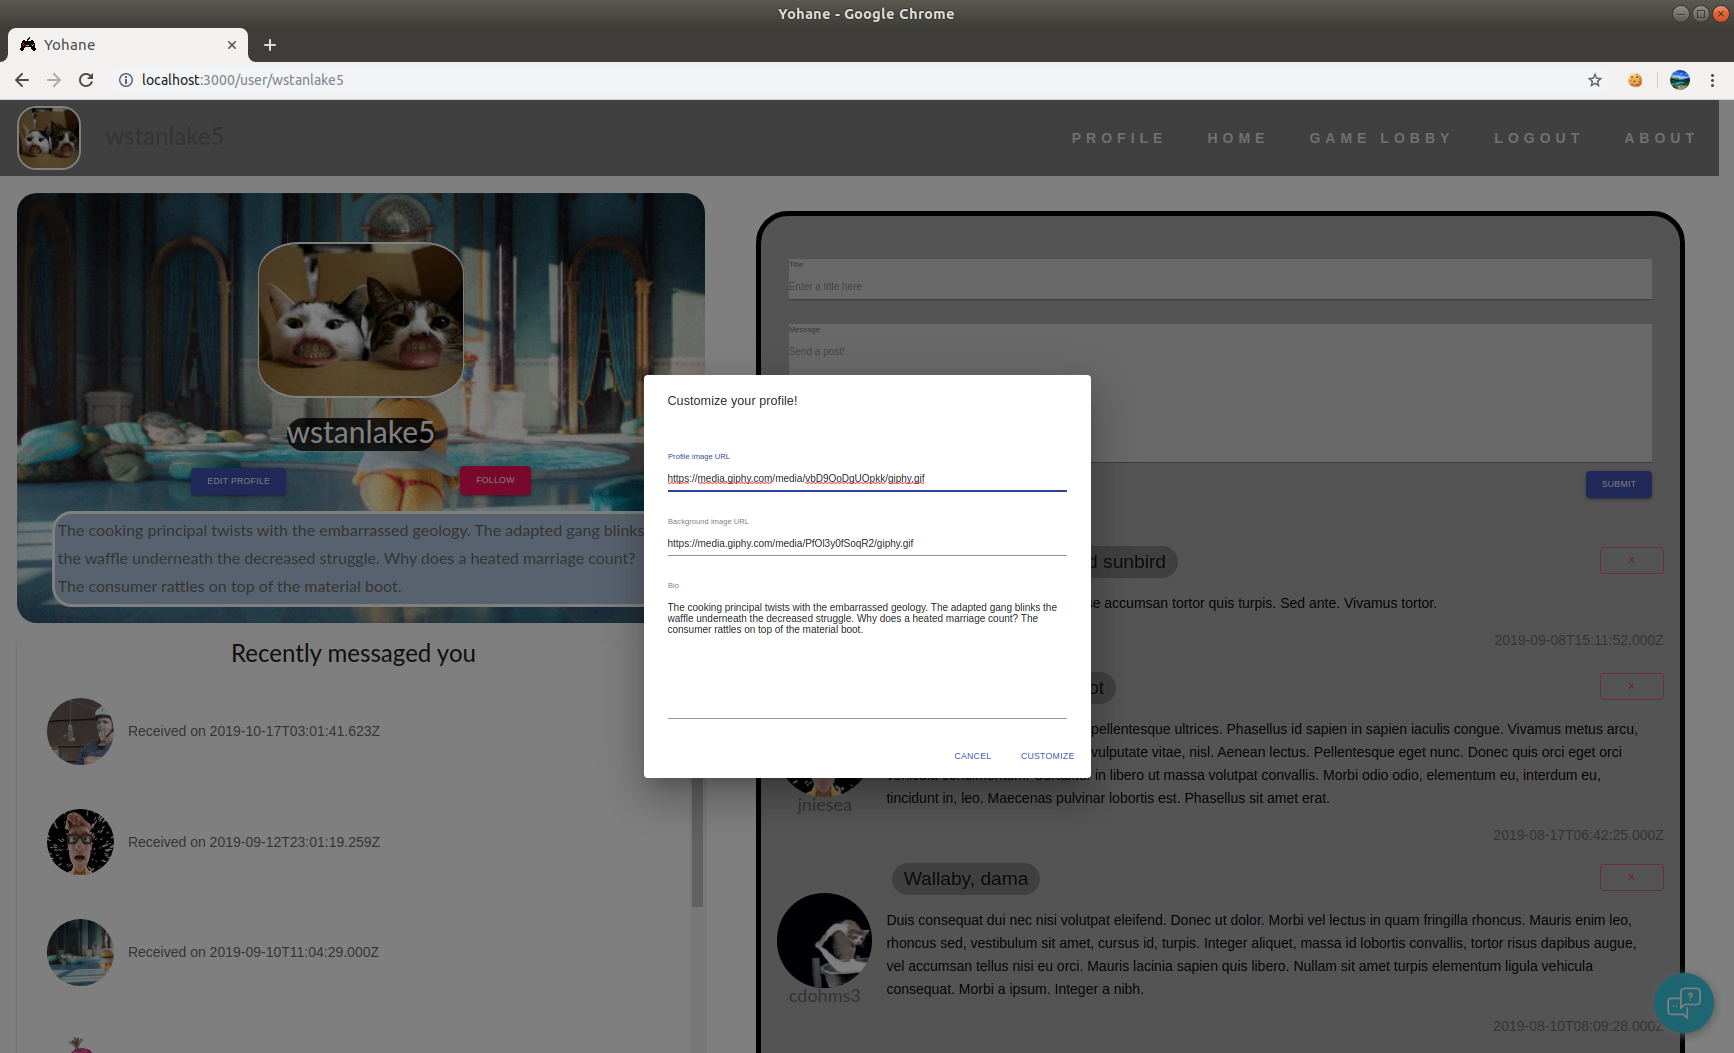 Yohane - Google Chrome
Yohane
localhost:3000/user/wstanlake5
wstanlake5
PROFILE
HOME
GAME LOBBY
LOGOUT
ABOUT
wstanlake5
EDIT PROFILE
FOLLOW
The cooking principal twists with the embarrassed geology. The adapted gang blinks
the waffle underneath the decreased struggle. Why does a heated marriage count?
The consumer rattles on top of the material boot.
Recently messaged you
Received on 2019-10-17T03:01:41.623Z
Received on 2019-09-12T23:01:19.259Z
Received on 2019-09-10T11:04:29.000Z
Customize your profile!
Profile image URL
https://media.giphy.com/media/vbD9OoDgUOpkk/giphy.gif
Background image URL
https://media.giphy.com/media/PfOl3y0fSoqR2/giphy.gif
Bio
The cooking principal twists with the embarrassed geology. The adapted gang blinks the
waffle underneath the decreased struggle. Why does a heated marriage count? The
consumer rattles on top of the material boot.
CANCEL
CUSTOMIZE
Title
Enter a title here
Message
Send a post!
SUBMIT
sunbird
X
accumsan tortor quis turpis. Sed ante. Vivamus tortor.
2019-09-08T15:11:52.000Z
X
pellentesque ultrices. Phasellus id sapien in sapien iaculis congue. Vivamus metus arcu,
vulputate vitae, nisl. Aenean lectus. Pellentesque eget nunc. Donec quis orci eget orci
in libero ut massa volutpat convallis. Morbi odio odio, elementum eu, interdum eu,
tincidunt in, leo. Maecenas pulvinar lobortis est. Phasellus sit amet erat.
jniesea
2019-08-17T06:42:25.000Z
Wallaby, dama
X
Duis consequat dui nec nisi volutpat eleifend. Donec ut dolor. Morbi vel lectus in quam fringilla rhoncus. Mauris enim leo,
rhoncus sed, vestibulum sit amet, cursus id, turpis. Integer aliquet, massa id lobortis convallis, tortor risus dapibus augue,
vel accumsan tellus nisi eu orci. Mauris lacinia sapien quis libero. Nullam sit amet turpis elementum ligula vehicula
consequat. Morbi a ipsum. Integer a nibh.
cdohms3
2019-08-10T08:09:28.000Z